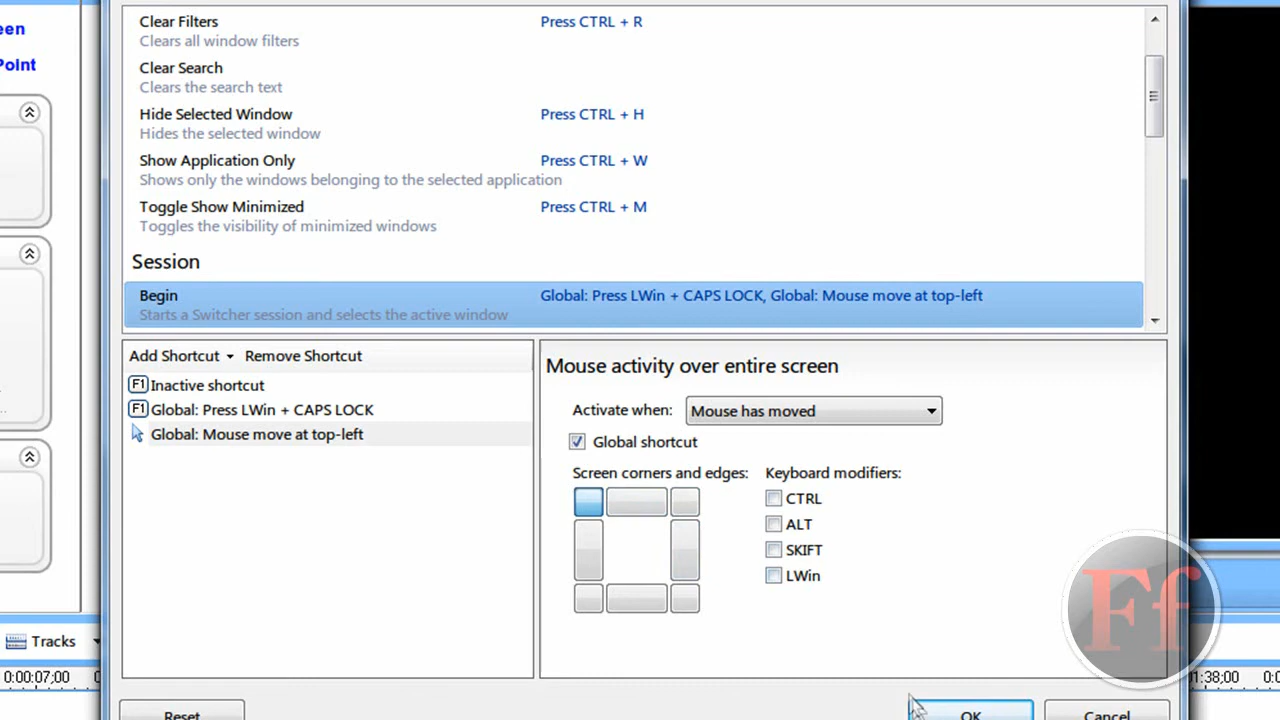 een
Point
Clear Filters Press CTRL + R
Clears all window filters
Clear Search
Clears the search text
Hide Selected Window Press CTRL + H
Hides the selected window
Show Application Only Press CTRL + W
Shows only the windows belonging to the selected application
Toggle Show Minimized Press CTRL + M
Toggles the visibility of minimized windows
Session
Begin Global: Press LWin + CAPS LOCK, Global: Mouse move at top-left
Starts a Switcher session and selects the active window
Add Shortcut Remove Shortcut
F1 Inactive shortcut
F1 Global: Press LWin + CAPS LOCK
Global: Mouse move at top-left
Mouse activity over entire screen
Activate when: Mouse has moved
Global shortcut
Screen corners and edges: Keyboard modifiers:
CTRL
ALT
SKIFT
LWin
Ff
Tracks
0:00:07;00
01:38;00
Reset OK Cancel